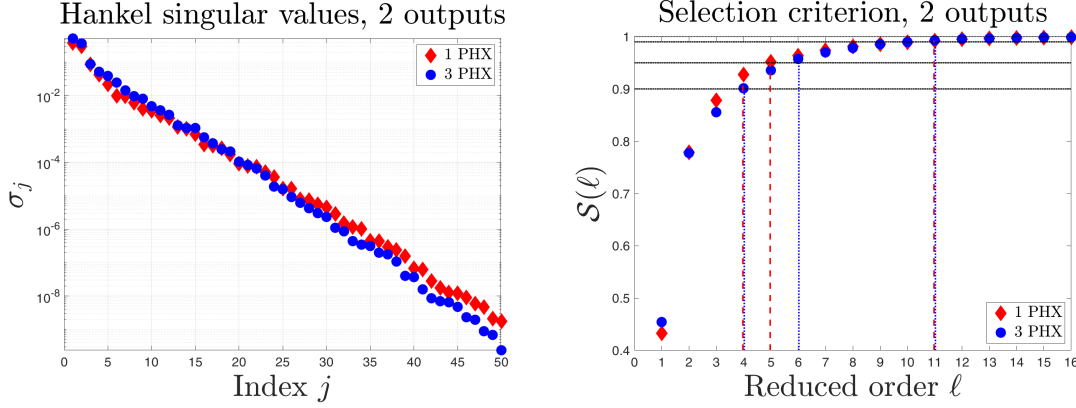 Hankel singular values, 2 outputs
1 PHX
3 PHX
10^-2
10^-4
10^-6
10^-8
σ_j
0 5 10 15 20 25 30 35 40 45 50
Index j
Selection criterion, 2 outputs
1
0.9
0.8
0.7
0.6
0.5
0.4
S(ℓ)
1 PHX
3 PHX
0 1 2 3 4 5 6 7 8 9 10 11 12 13 14 15 16
Reduced order ℓ